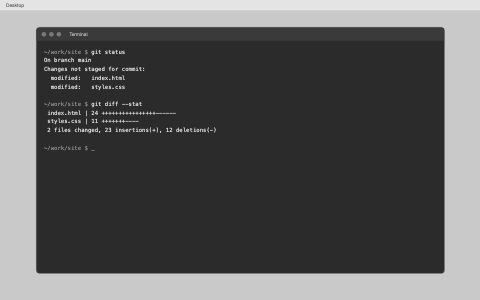 Desktop
Terminal
~/work/site $ git status
On branch main
Changes not staged for commit:
  modified:   index.html
  modified:   styles.css
~/work/site $ git diff --stat
 index.html | 24 ++++++++++++++++------
 styles.css | 11 +++++++----
 2 files changed, 23 insertions(+), 12 deletions(-)
~/work/site $ _